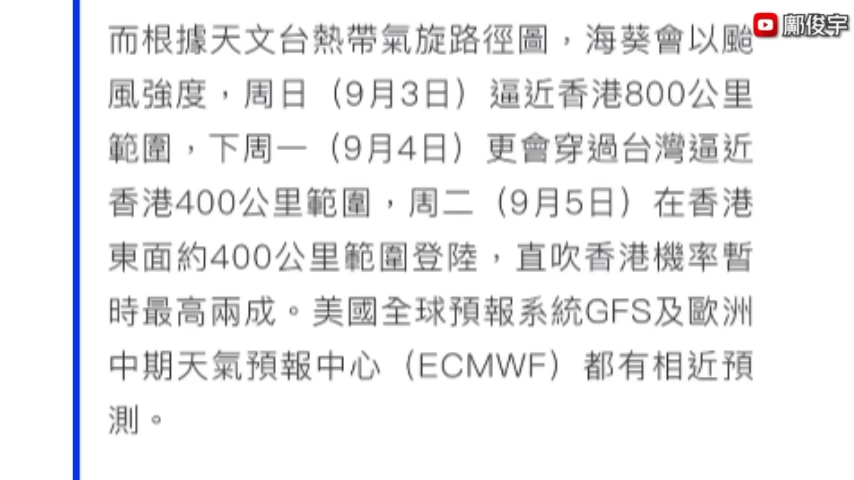 鄺俊宇
而根據天文台熱帶氣旋路徑圖，海葵會以颱
風強度，周日（9月3日）逼近香港800公里
範圍，下周一（9月4日）更會穿過台灣逼近
香港400公里範圍，周二（9月5日）在香港
東面約400公里範圍登陸，直吹香港機率暫
時最高兩成。美國全球預報系統GFS及歐洲
中期天氣預報中心（ECMWF）都有相近預
測。